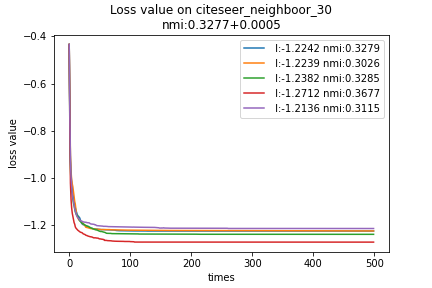 Loss value on citeseer_neighboor_30
nmi:0.3277+0.0005
l:-1.2242 nmi:0.3279
l:-1.2239 nmi:0.3026
l:-1.2382 nmi:0.3285
l:-1.2712 nmi:0.3677
l:-1.2136 nmi:0.3115
loss value
−0.4
−0.6
−0.8
−1.0
−1.2
0 100 200 300 400 500
times